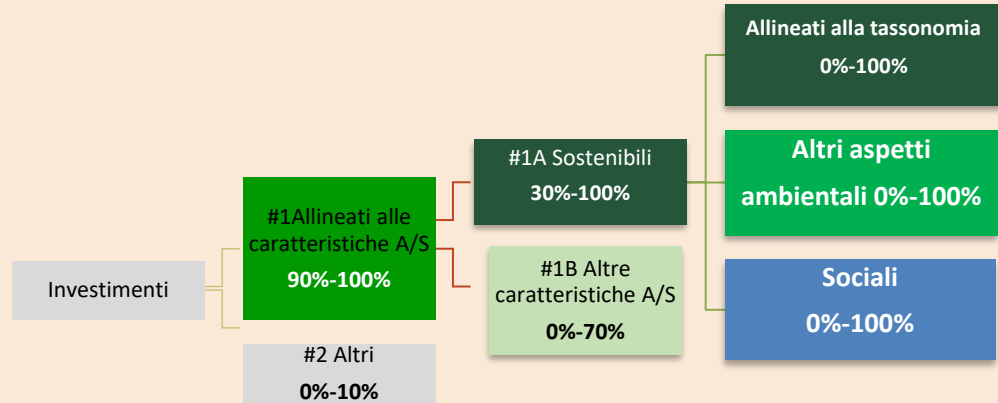 Investimenti
#1Allineati alle
caratteristiche A/S
90%-100%
#2 Altri
0%-10%
#1A Sostenibili
30%-100%
#1B Altre
caratteristiche A/S
0%-70%
Allineati alla tassonomia
0%-100%
Altri aspetti
ambientali 0%-100%
Sociali
0%-100%